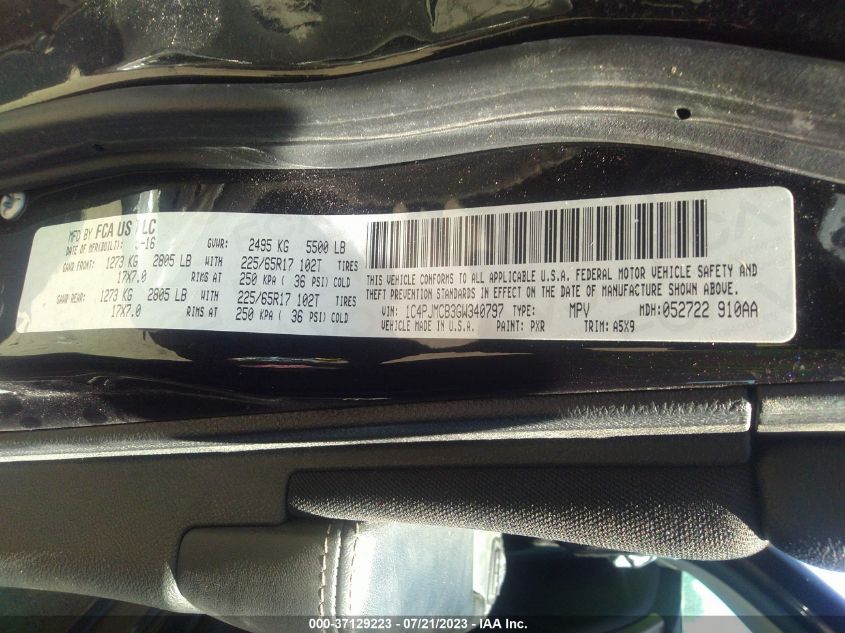 MFD BY FCA US LLC
DATE OF MFR(BUILT): -16 GVWR: 2495 KG 5500 LB
GAWR FRONT: 1273 KG 2805 LB WITH 225/65R17 102T TIRES
17X7.0 RIMS AT 250 KPA ( 36 PSI) COLD
GAWR REAR: 1273 KG 2805 LB WITH 225/65R17 102T TIRES
17X7.0 RIMS AT 250 KPA ( 36 PSI) COLD
THIS VEHICLE CONFORMS TO ALL APPLICABLE U.S.A. FEDERAL MOTOR VEHICLE SAFETY AND
THEFT PREVENTION STANDARDS IN EFFECT ON THE DATE OF MANUFACTURE SHOWN ABOVE.
VIN: 1C4PJMCB3GW340797 TYPE: MPV MDH:052722 910AA
VEHICLE MADE IN U.S.A. PAINT: PXR TRIM: A5X9
000-37129223 - 07/21/2023 - IAA Inc.